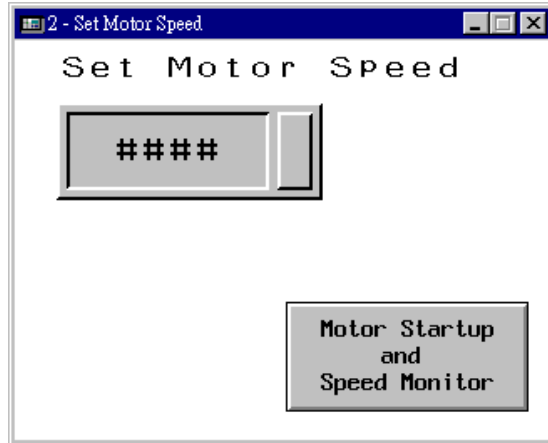 2 - Set Motor Speed
Set Motor Speed
####
Motor Startup
and
Speed Monitor